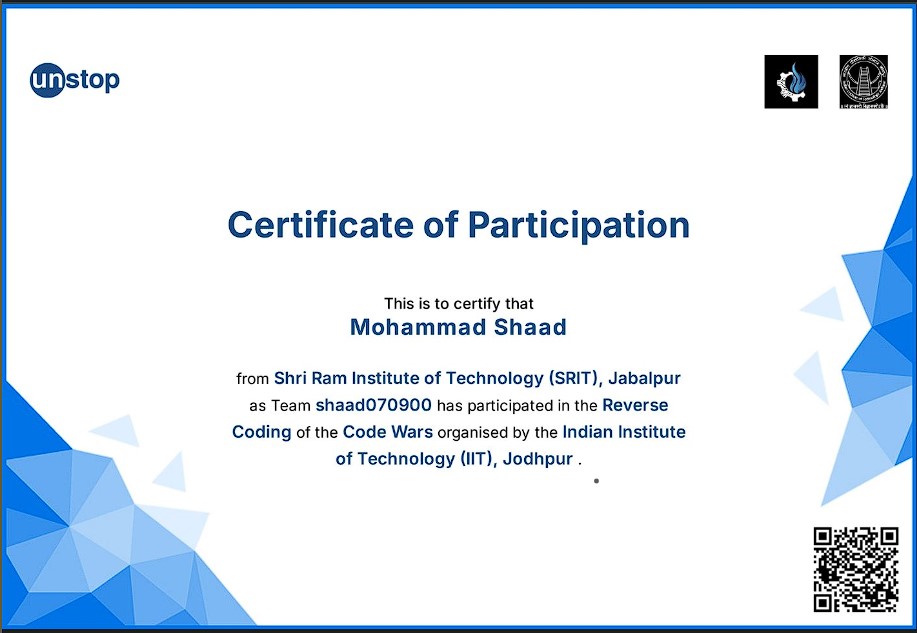 unstop
Certificate of Participation
This is to certify that
Mohammad Shaad
from Shri Ram Institute of Technology (SRIT), Jabalpur
as Team shaad070900 has participated in the Reverse
Coding of the Code Wars organised by the Indian Institute
of Technology (IIT), Jodhpur .